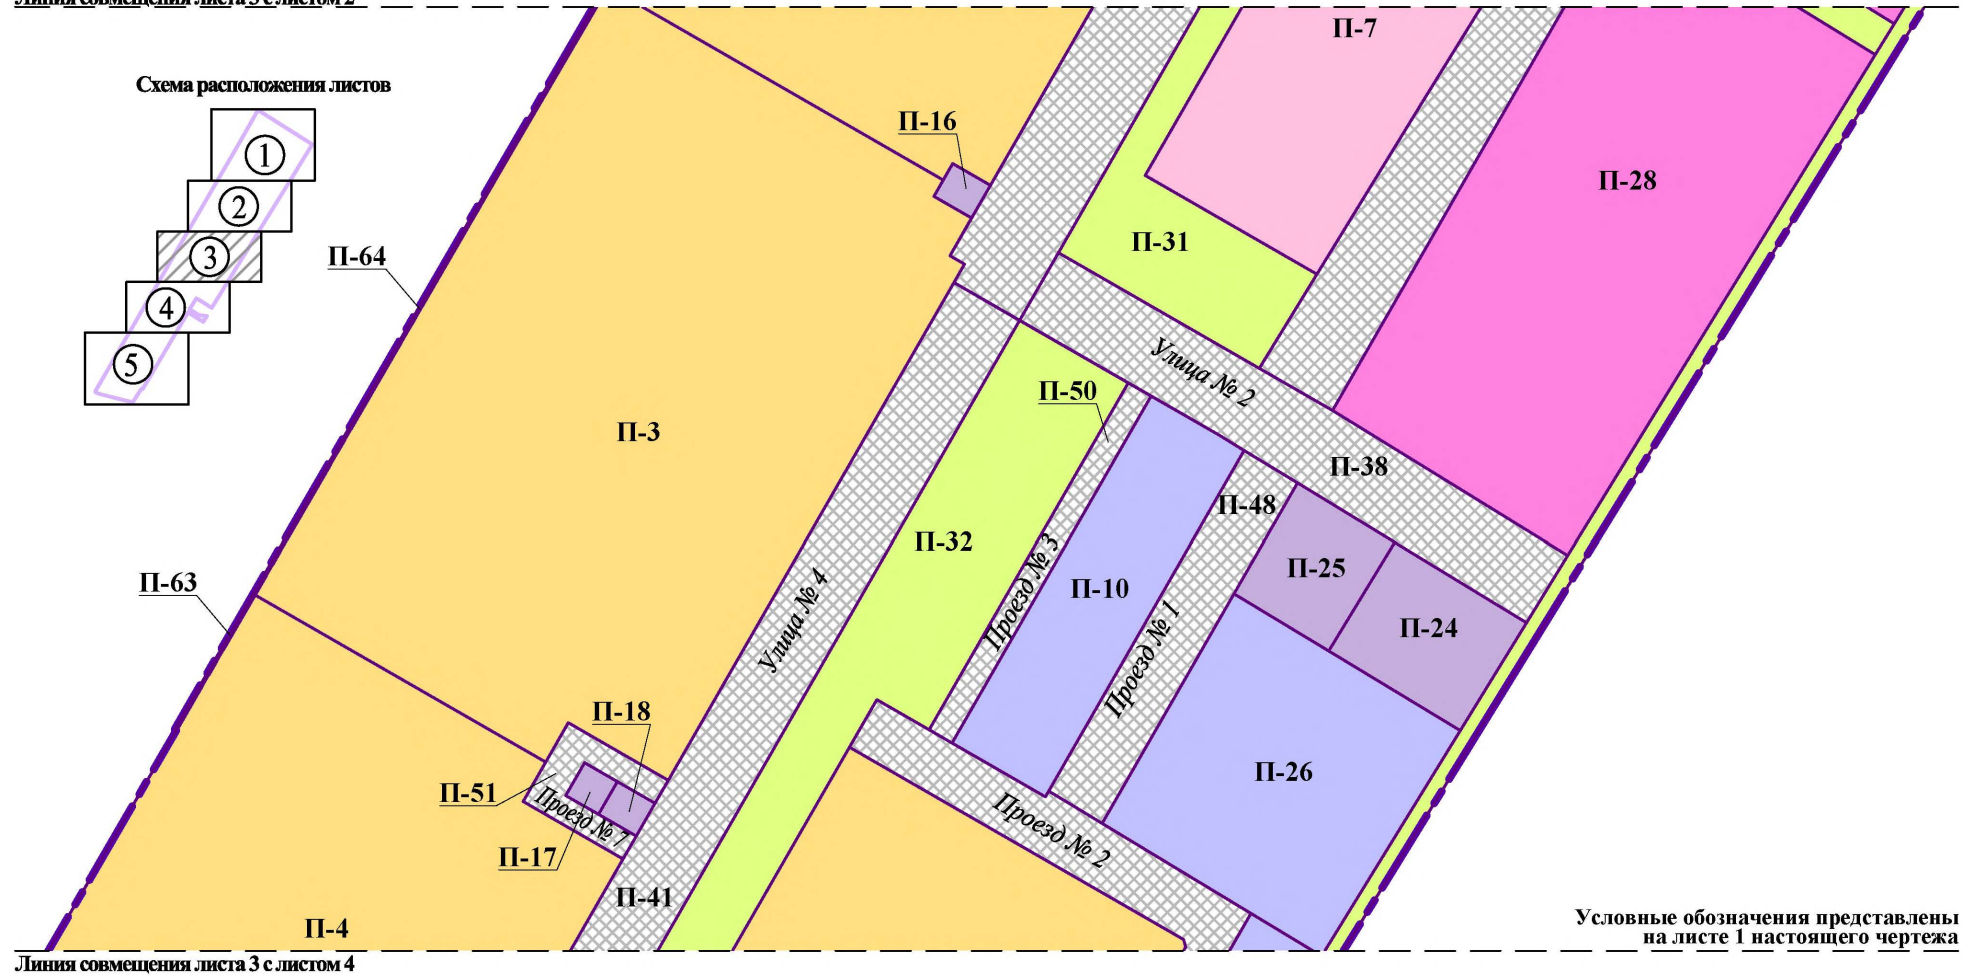 Линия совмещения листа 3 с листом 2
П-7
Схема расположения листов
П-16
1
П-28
2
П-31
3
П-64
4
Улица № 2
5
П-50
П-3
П-38
П-48
П-32
Проезд № 3
П-25
П-63
П-10
Улица № 4
П-24
Проезд № 1
П-18
П-26
П-51
Проезд № 7
Проезд № 2
П-17
П-41
П-4
Условные обозначения представлены
на листе 1 настоящего чертежа
Линия совмещения листа 3 с листом 4